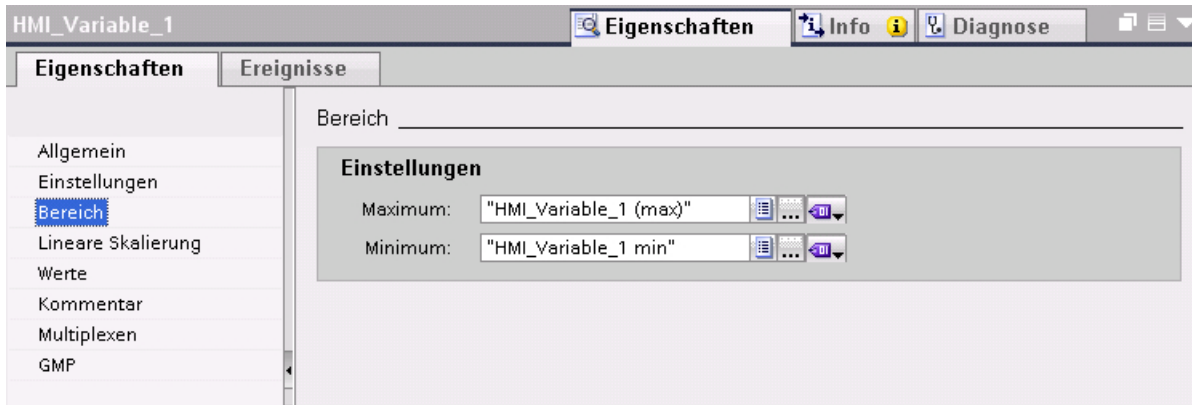 HMI_Variable_1
Eigenschaften Info Diagnose
Eigenschaften Ereignisse
Allgemein
Einstellungen
Bereich
Lineare Skalierung
Werte
Kommentar
Multiplexen
GMP
Bereich
Einstellungen
Maximum: "HMI_Variable_1 (max)" ...
Minimum: "HMI_Variable_1 min" ...